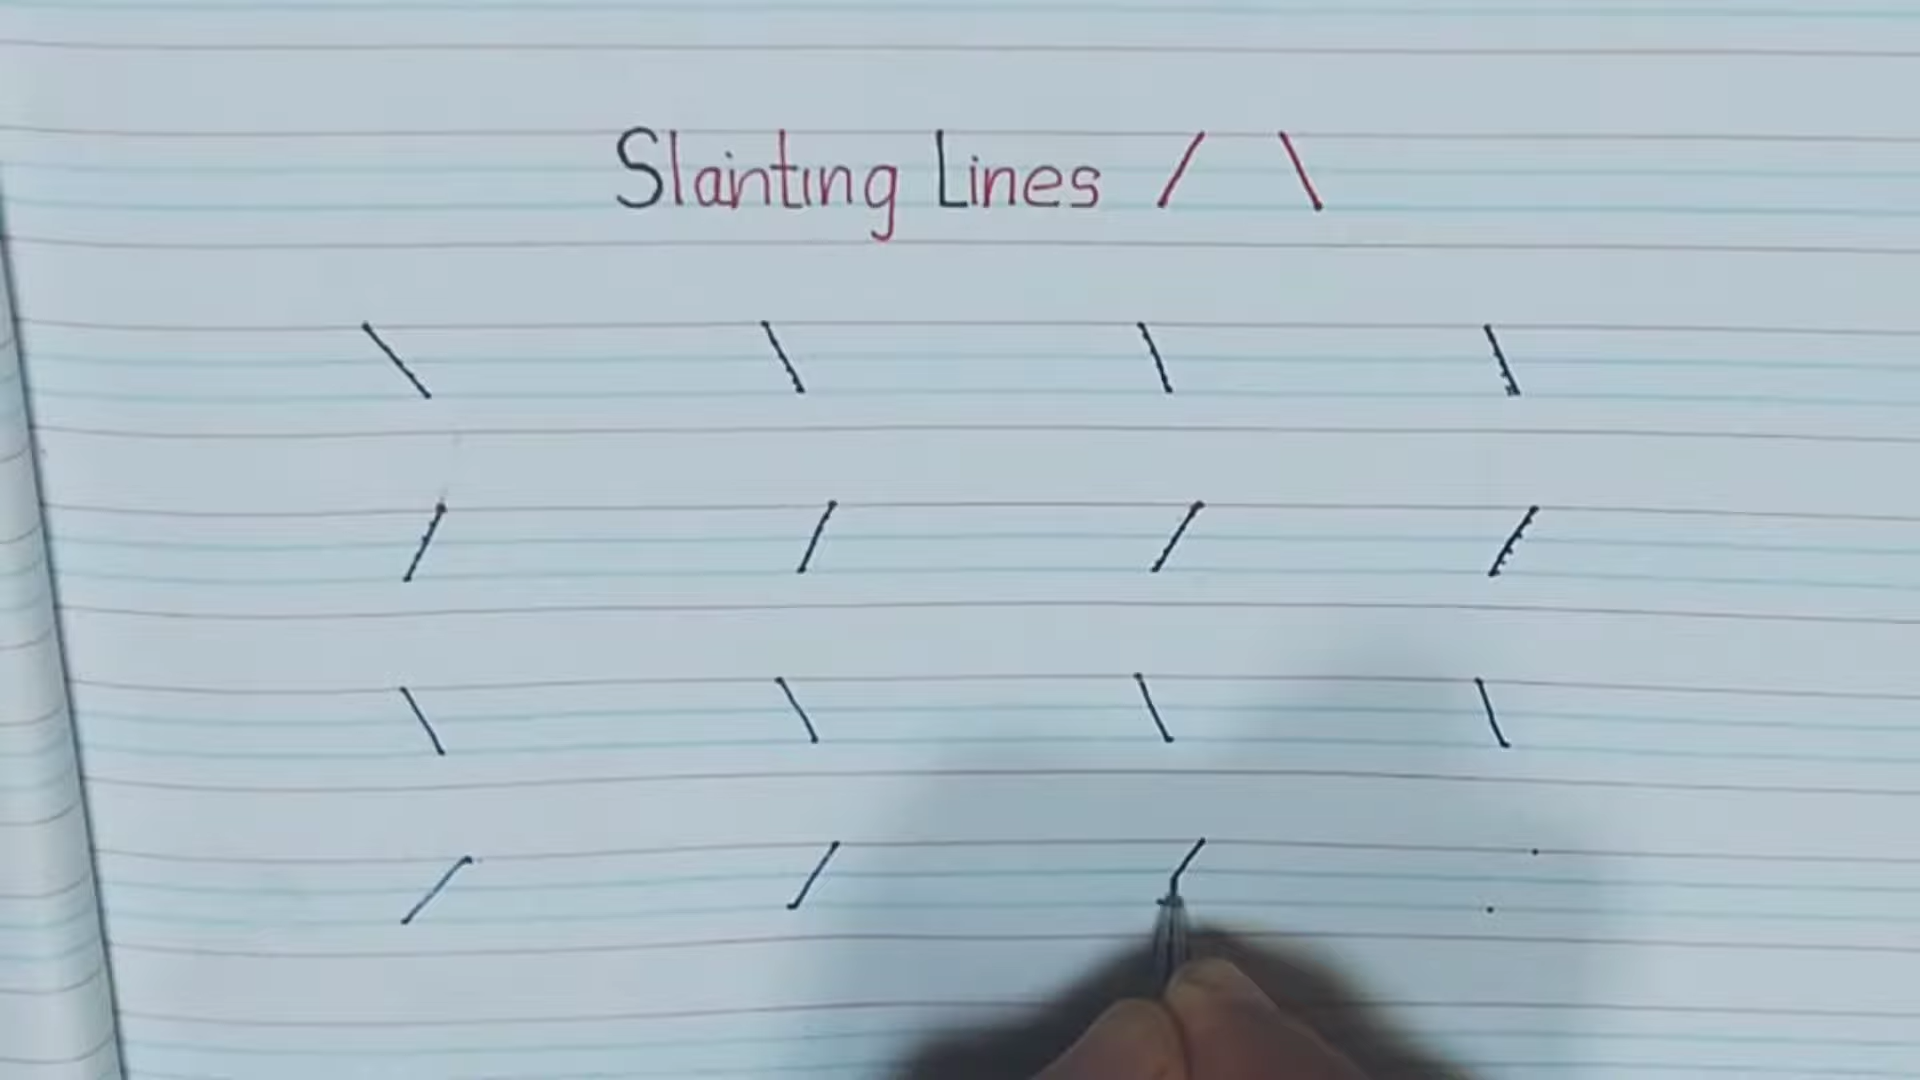 Slanting Lines / \
\ \ \ \
/ / / /
\ \ \ \
/ / /